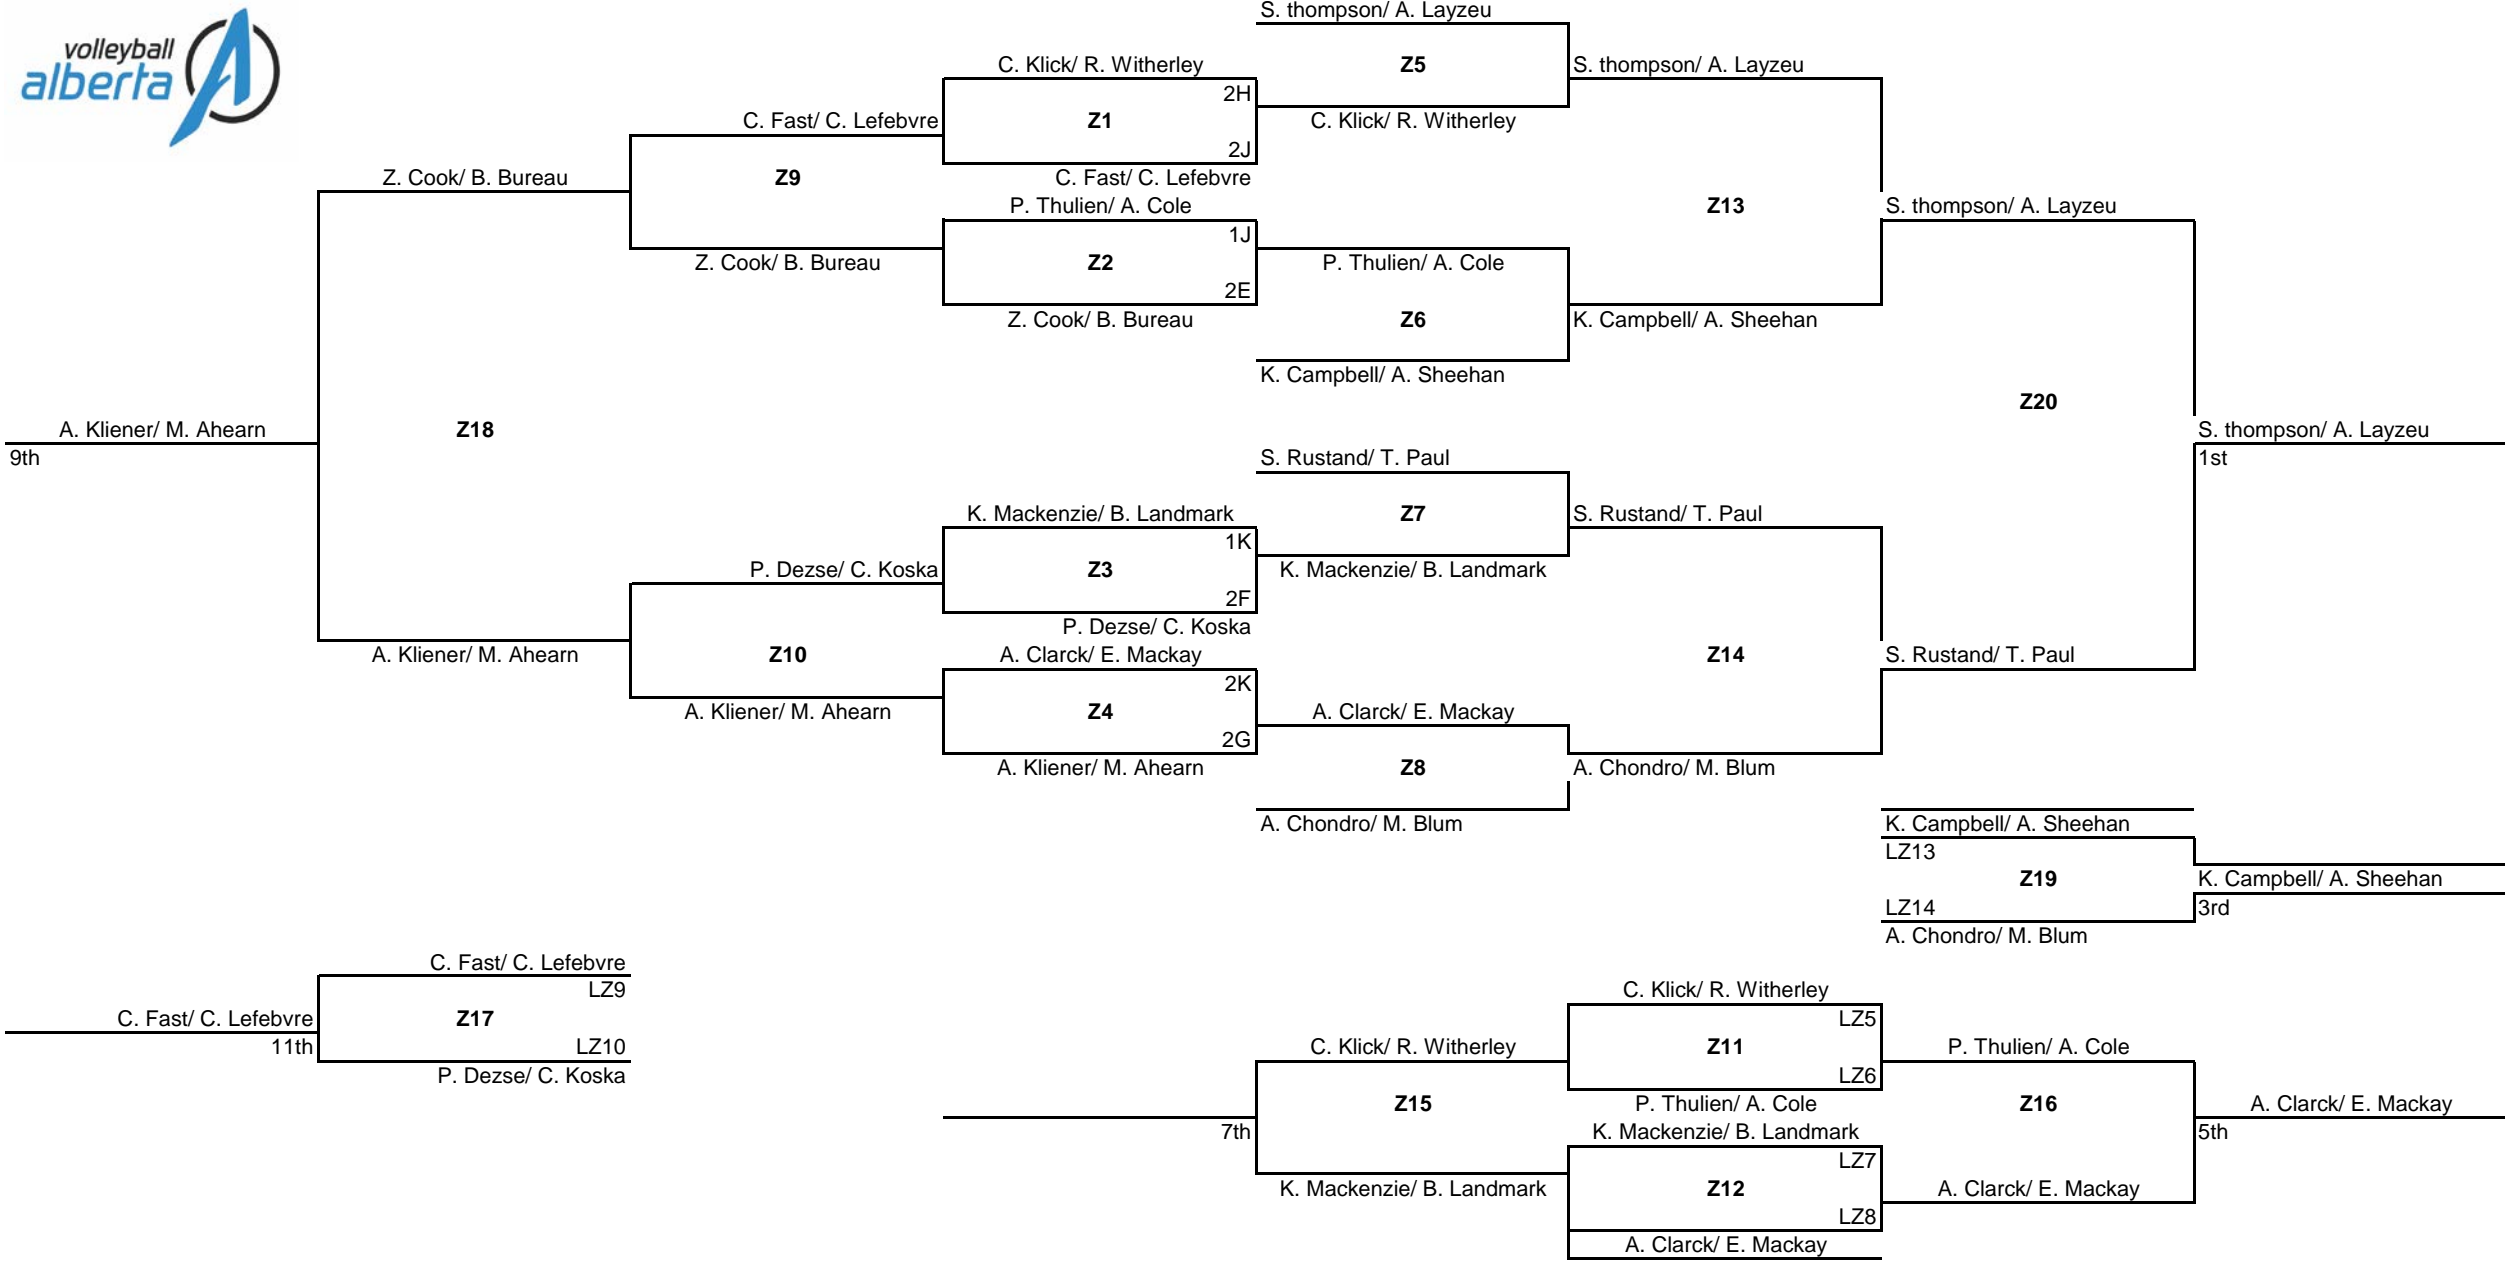 volleyball
alberta
S. thompson/ A. Layzeu
C. Klick/ R. Witherley
Z5
S. thompson/ A. Layzeu
2H
C. Fast/ C. Lefebvre
Z1
C. Klick/ R. Witherley
2J
Z. Cook/ B. Bureau
Z9
C. Fast/ C. Lefebvre
P. Thulien/ A. Cole
Z13
S. thompson/ A. Layzeu
1J
Z. Cook/ B. Bureau
Z2
P. Thulien/ A. Cole
2E
Z. Cook/ B. Bureau
Z6
K. Campbell/ A. Sheehan
K. Campbell/ A. Sheehan
Z20
A. Kliener/ M. Ahearn
Z18
S. thompson/ A. Layzeu
9th
S. Rustand/ T. Paul
1st
K. Mackenzie/ B. Landmark
Z7
S. Rustand/ T. Paul
1K
P. Dezse/ C. Koska
Z3
K. Mackenzie/ B. Landmark
2F
P. Dezse/ C. Koska
A. Kliener/ M. Ahearn
Z10
A. Clarck/ E. Mackay
Z14
S. Rustand/ T. Paul
2K
A. Kliener/ M. Ahearn
Z4
A. Clarck/ E. Mackay
2G
A. Kliener/ M. Ahearn
Z8
A. Chondro/ M. Blum
A. Chondro/ M. Blum
K. Campbell/ A. Sheehan
LZ13
Z19
K. Campbell/ A. Sheehan
LZ14
3rd
A. Chondro/ M. Blum
C. Fast/ C. Lefebvre
LZ9
C. Klick/ R. Witherley
C. Fast/ C. Lefebvre
Z17
LZ5
11th
LZ10
C. Klick/ R. Witherley
Z11
P. Thulien/ A. Cole
P. Dezse/ C. Koska
LZ6
Z15
P. Thulien/ A. Cole
Z16
A. Clarck/ E. Mackay
7th
K. Mackenzie/ B. Landmark
5th
LZ7
K. Mackenzie/ B. Landmark
Z12
A. Clarck/ E. Mackay
LZ8
A. Clarck/ E. Mackay